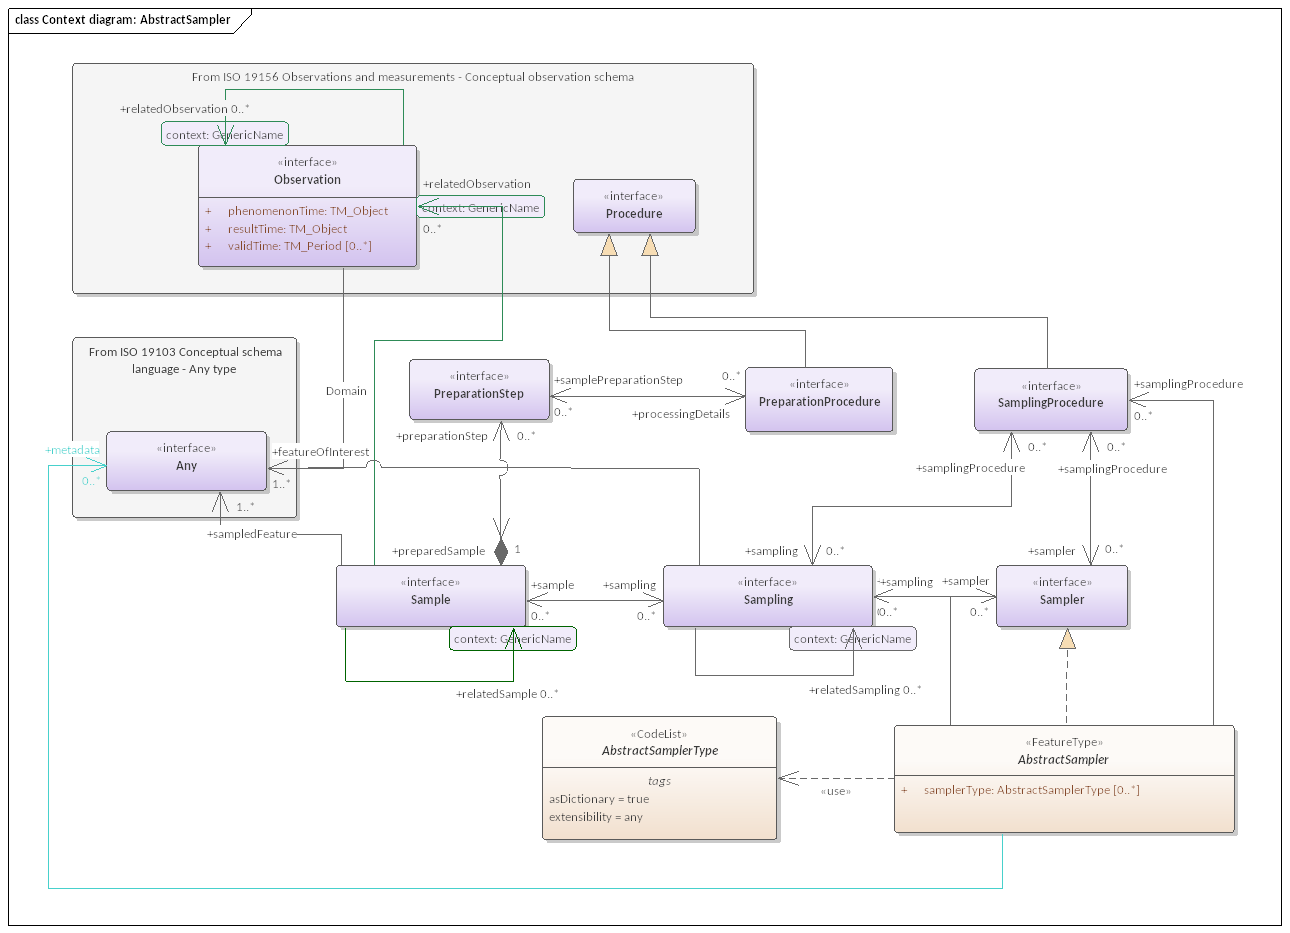 class Context diagram: AbstractSampler
From ISO 19156 Observations and measurements - Conceptual observation schema
+relatedObservation 0..*
context: GenericName
«interface»
Observation
+ phenomenonTime: TM_Object
+ resultTime: TM_Object
+ validTime: TM_Period [0..*]
+relatedObservation
context: GenericName
0..*
«interface»
Procedure
From ISO 19103 Conceptual schema
language - Any type
«interface»
Any
+metadata
0..*
Domain
+featureOfInterest
1..*
1..*
+sampledFeature
«interface»
PreparationStep
+samplePreparationStep
0..*
0..*
+processingDetails
«interface»
PreparationProcedure
«interface»
SamplingProcedure
+samplingProcedure
0..*
+preparationStep
0..*
0..*
+samplingProcedure
0..*
+samplingProcedure
+preparedSample
1
+sampling
0..*
+sampler
0..*
«interface»
Sample
+sample
0..*
+sampling
0..*
«interface»
Sampling
+sampling
0..*
+sampler
0..*
«interface»
Sampler
context: GenericName
+relatedSample 0..*
context: GenericName
+relatedSampling 0..*
«CodeList»
AbstractSamplerType
tags
asDictionary = true
extensibility = any
«use»
«FeatureType»
AbstractSampler
+ samplerType: AbstractSamplerType [0..*]